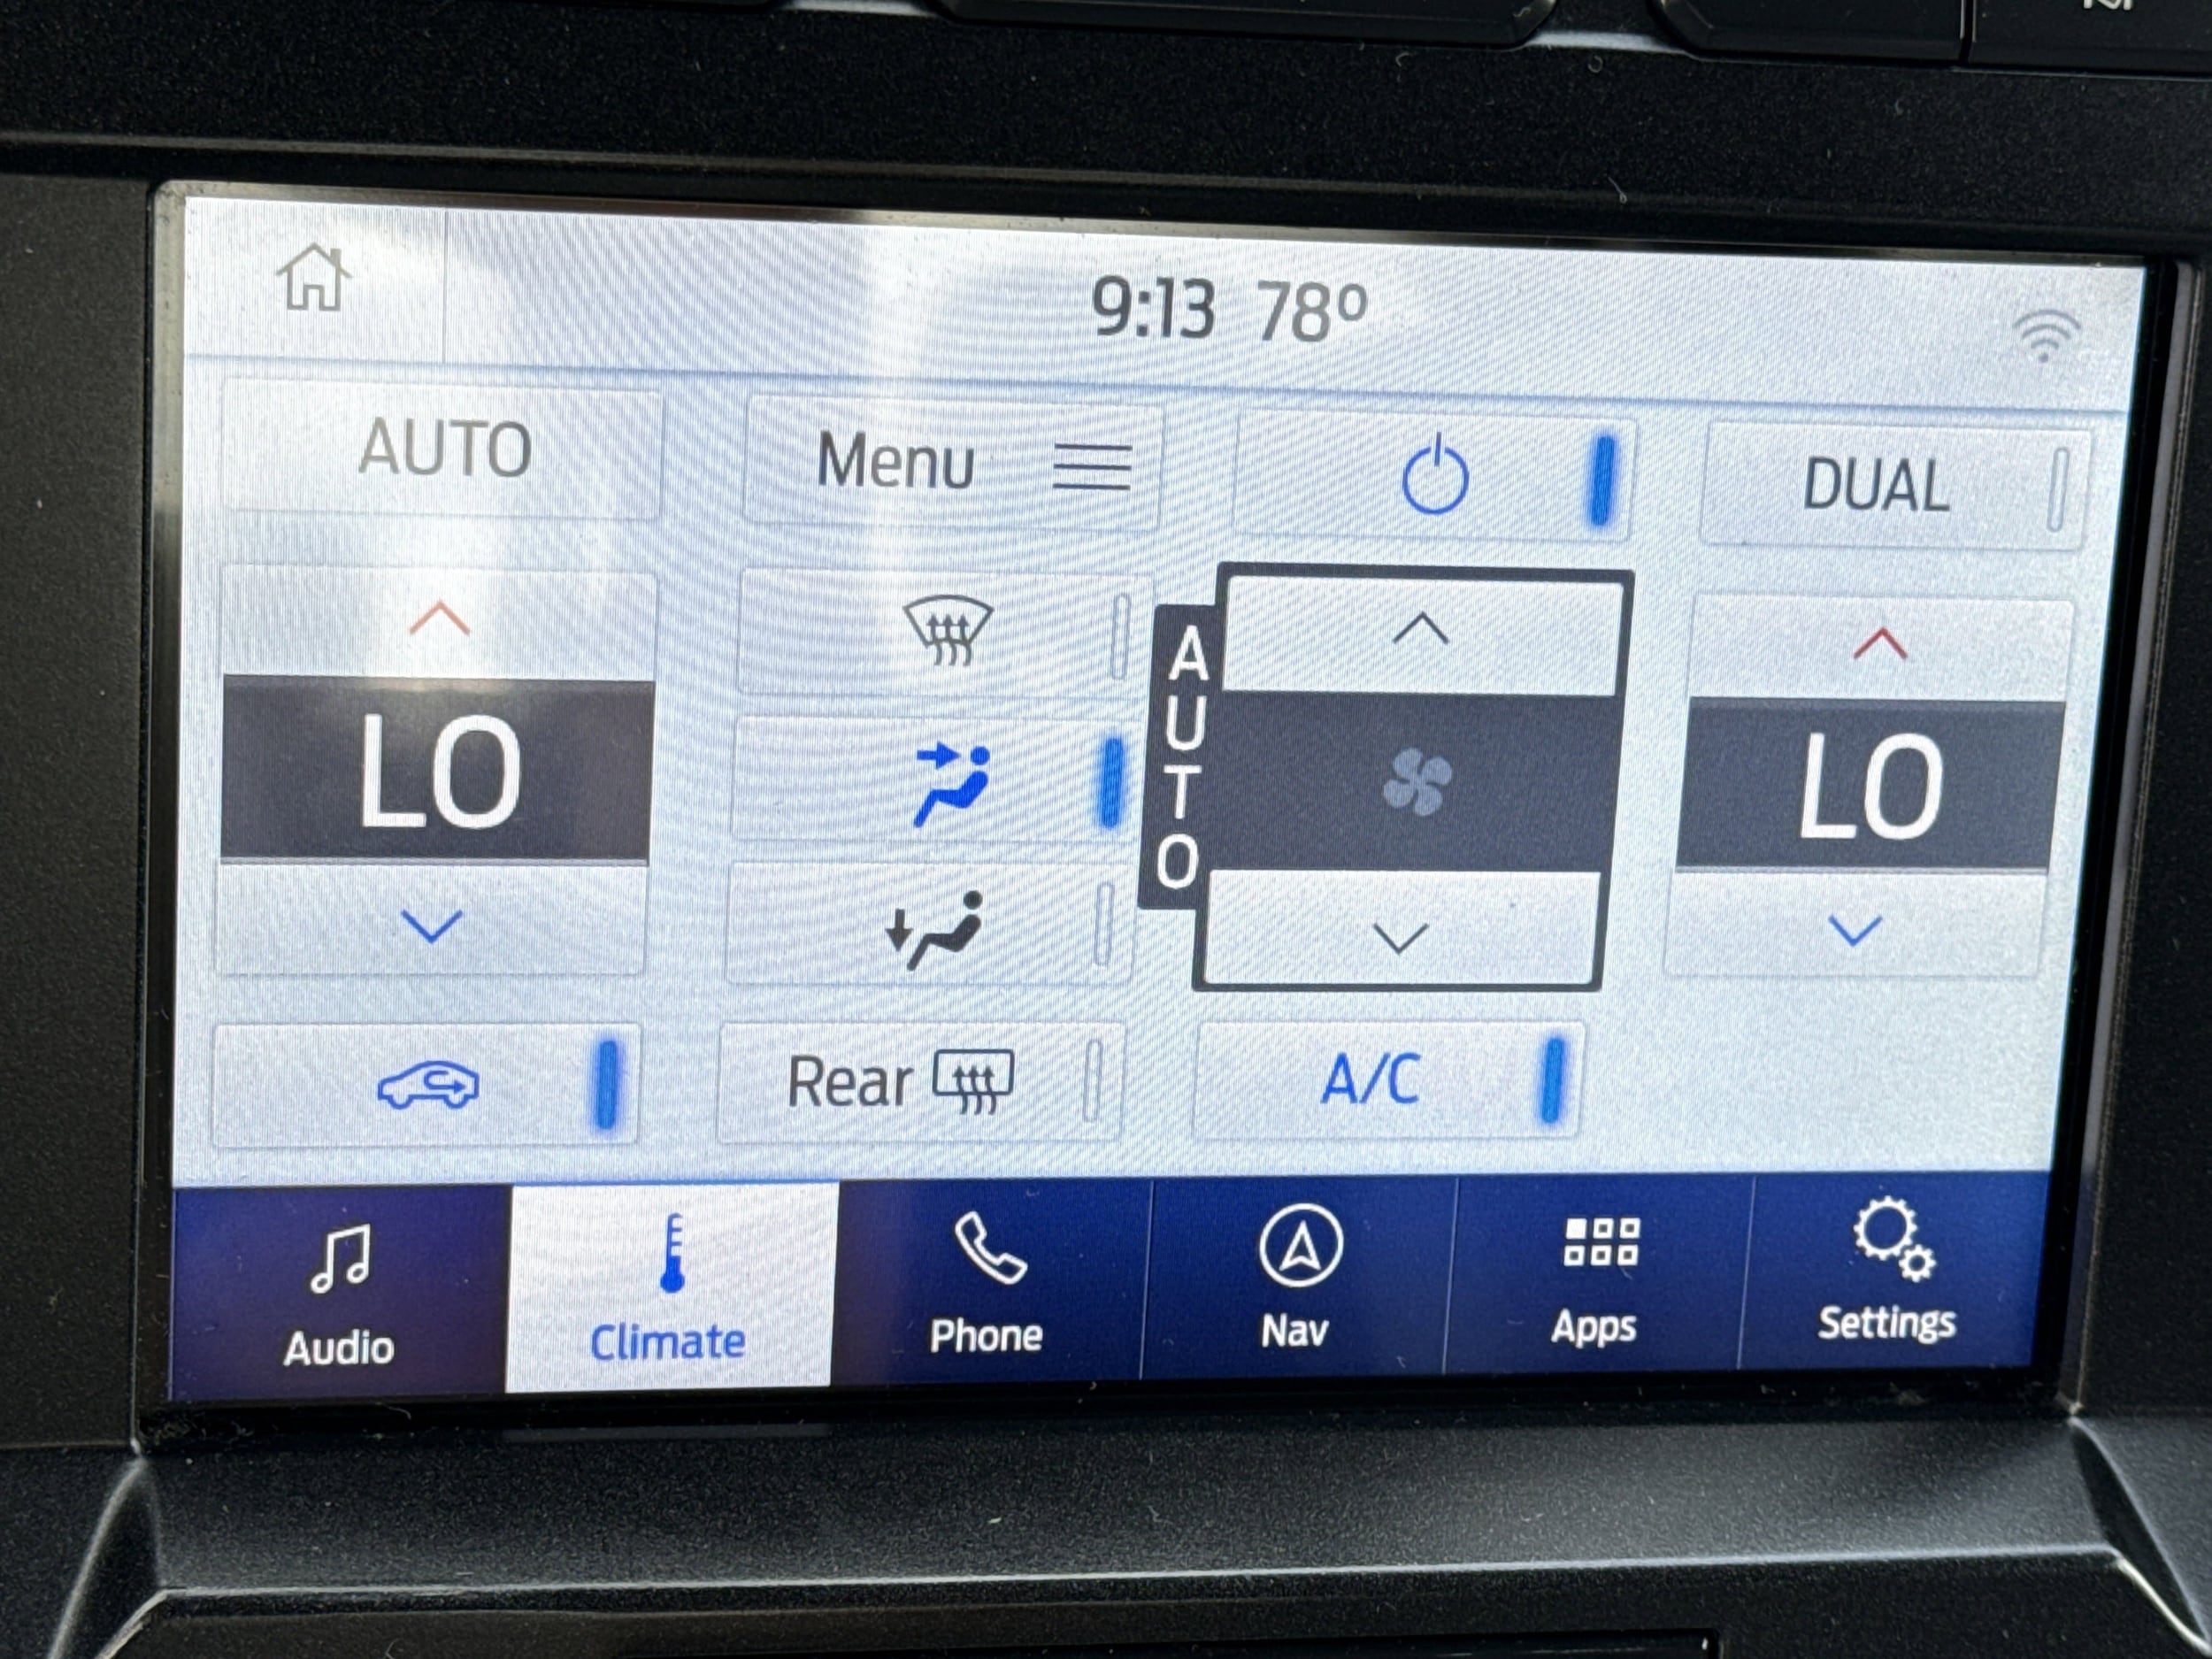 9:13 78°
AUTO
Menu
DUAL
LO
AUTO
LO
Rear
A/C
Audio
Climate
Phone
Nav
Apps
Settings